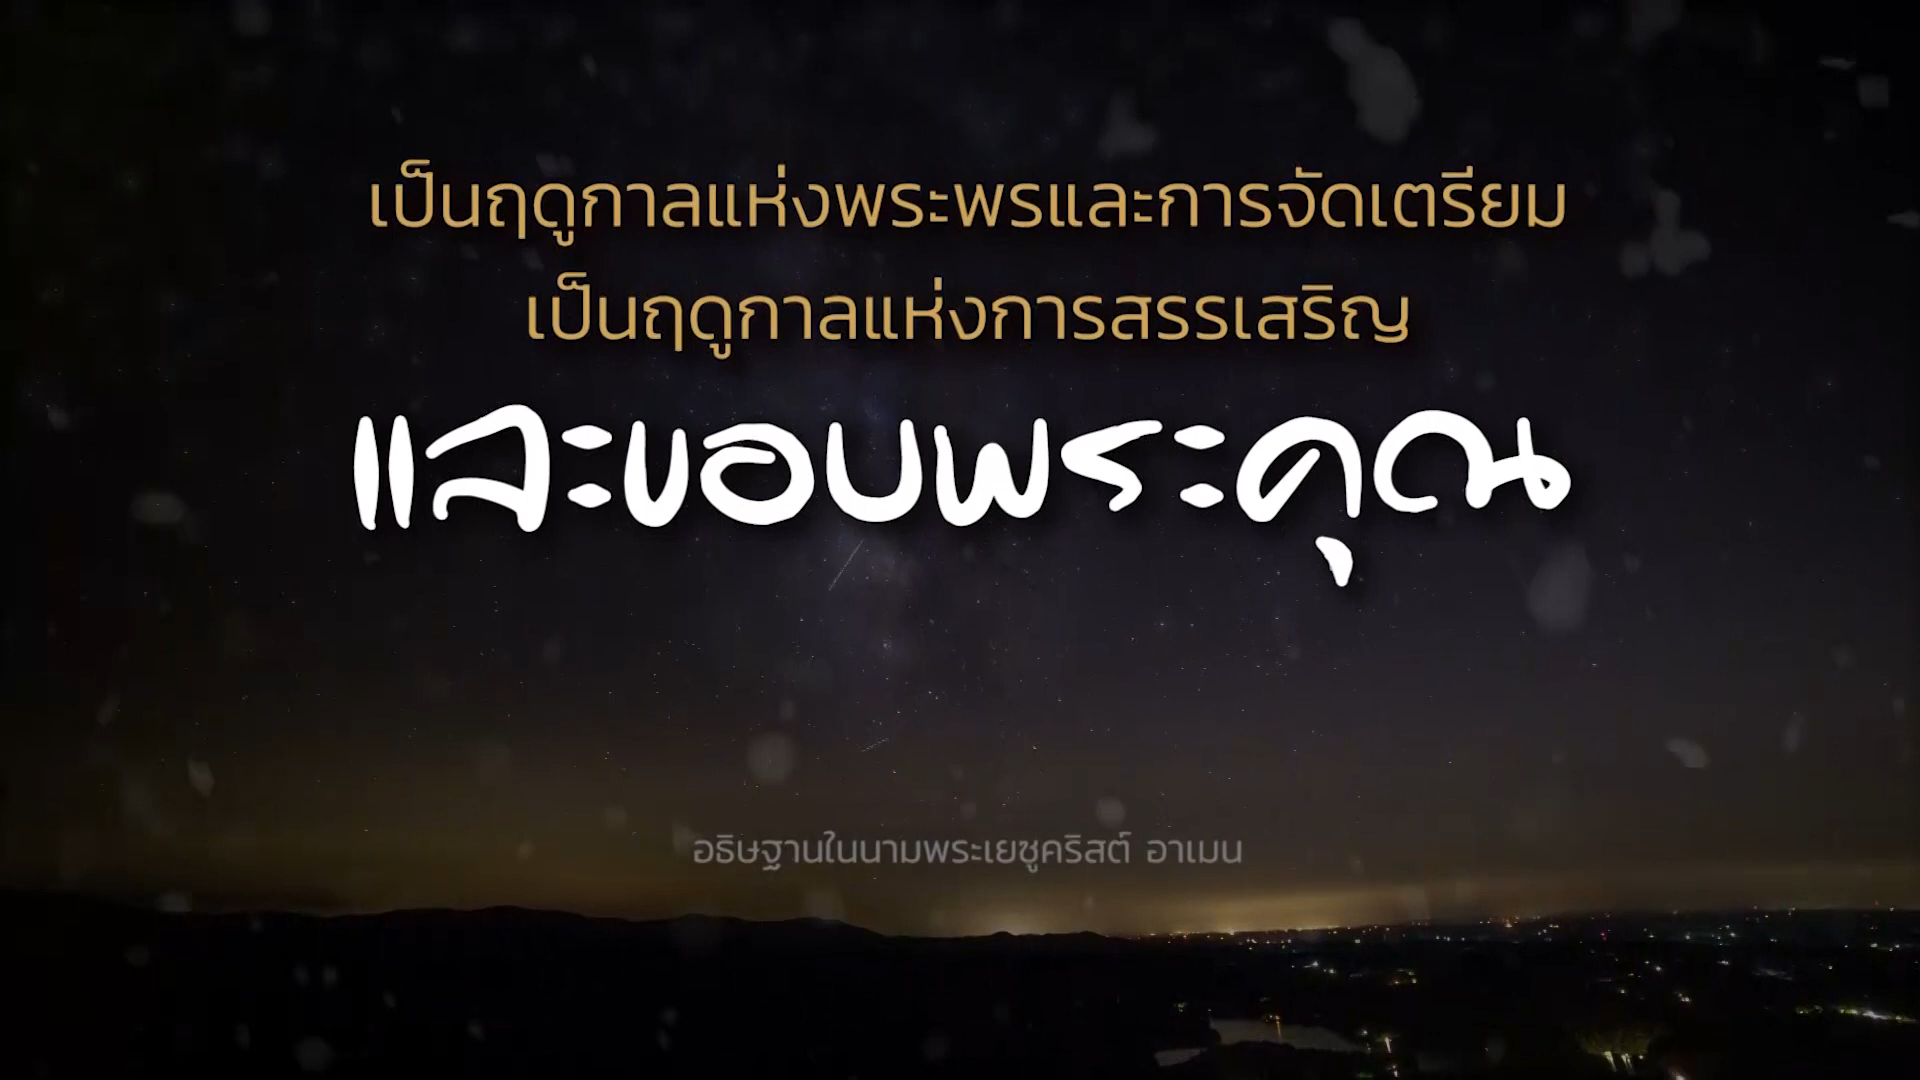 เป็นฤดูกาลแห่งพระพรและการจัดเตรียม
เป็นฤดูกาลแห่งการสรรเสริญ
และขอบพระคุณ
อธิษฐานในนามพระเยซูคริสต์ อาเมน